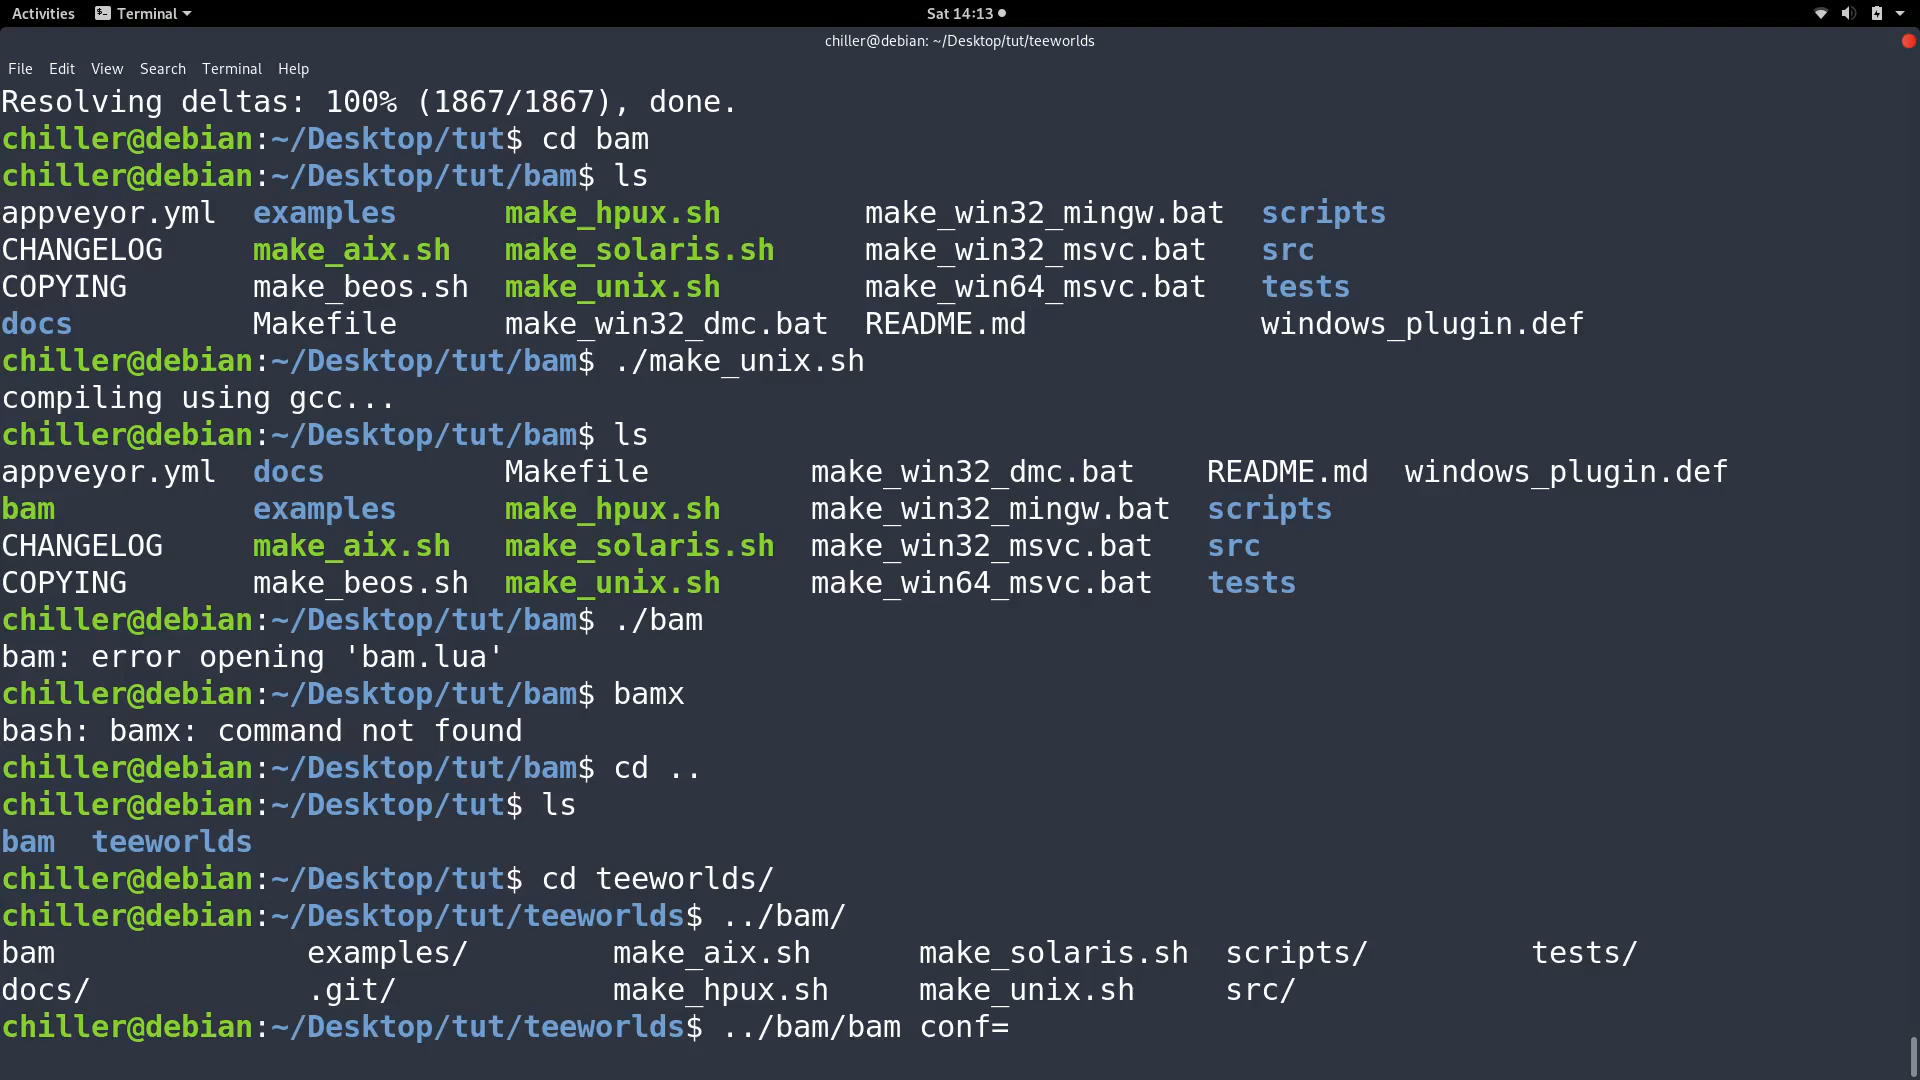 Activities Terminal Sat 14:13
chiller@debian: ~/Desktop/tut/teeworlds
File Edit View Search Terminal Help
Resolving deltas: 100% (1867/1867), done.
chiller@debian:~/Desktop/tut$ cd bam
chiller@debian:~/Desktop/tut/bam$ ls
appveyor.yml examples make_hpux.sh make_win32_mingw.bat scripts
CHANGELOG make_aix.sh make_solaris.sh make_win32_msvc.bat src
COPYING make_beos.sh make_unix.sh make_win64_msvc.bat tests
docs Makefile make_win32_dmc.bat README.md windows_plugin.def
chiller@debian:~/Desktop/tut/bam$ ./make_unix.sh
compiling using gcc...
chiller@debian:~/Desktop/tut/bam$ ls
appveyor.yml docs Makefile make_win32_dmc.bat README.md windows_plugin.def
bam examples make_hpux.sh make_win32_mingw.bat scripts
CHANGELOG make_aix.sh make_solaris.sh make_win32_msvc.bat src
COPYING make_beos.sh make_unix.sh make_win64_msvc.bat tests
chiller@debian:~/Desktop/tut/bam$ ./bam
bam: error opening 'bam.lua'
chiller@debian:~/Desktop/tut/bam$ bamx
bash: bamx: command not found
chiller@debian:~/Desktop/tut/bam$ cd ..
chiller@debian:~/Desktop/tut$ ls
bam teeworlds
chiller@debian:~/Desktop/tut$ cd teeworlds/
chiller@debian:~/Desktop/tut/teeworlds$ ../bam/
bam examples/ make_aix.sh make_solaris.sh scripts/ tests/
docs/ .git/ make_hpux.sh make_unix.sh src/
chiller@debian:~/Desktop/tut/teeworlds$ ../bam/bam conf=